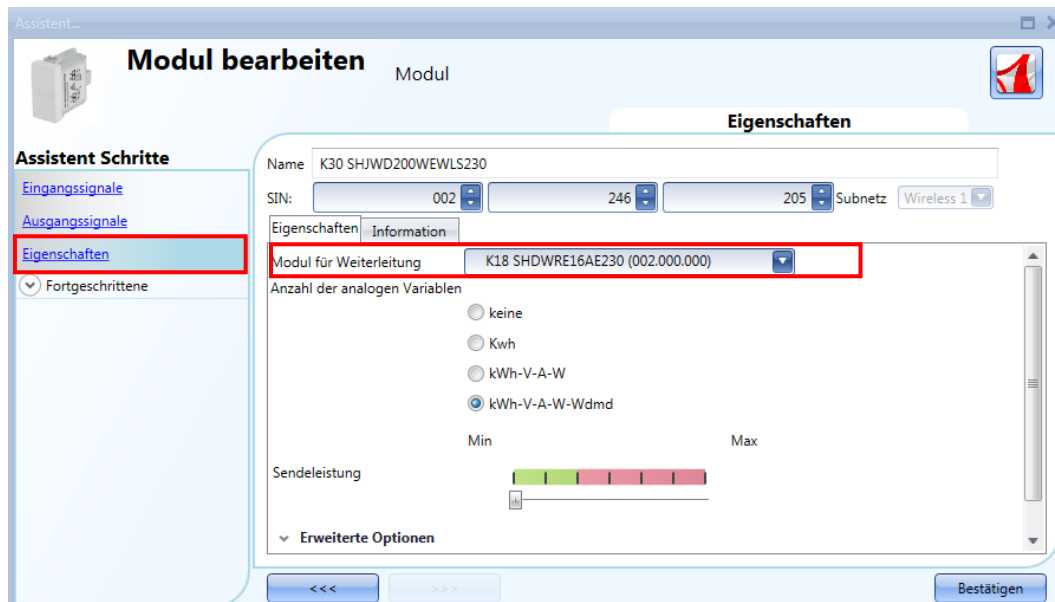 Assistent...
Modul bearbeiten
Modul
Eigenschaften
Assistent Schritte
Eingangssignale
Ausgangssignale
Eigenschaften
Fortgeschrittene
Name K30 SHJWD200WEWLS230
SIN: 002 246 205 Subnetz Wireless 1
Eigenschaften Information
Modul für Weiterleitung K18 SHDWRE16AE230 (002.000.000)
Anzahl der analogen Variablen
keine
Kwh
kWh-V-A-W
kWh-V-A-W-Wdmd
Min Max
Sendeleistung
Erweiterte Optionen
<<< >>> Bestätigen